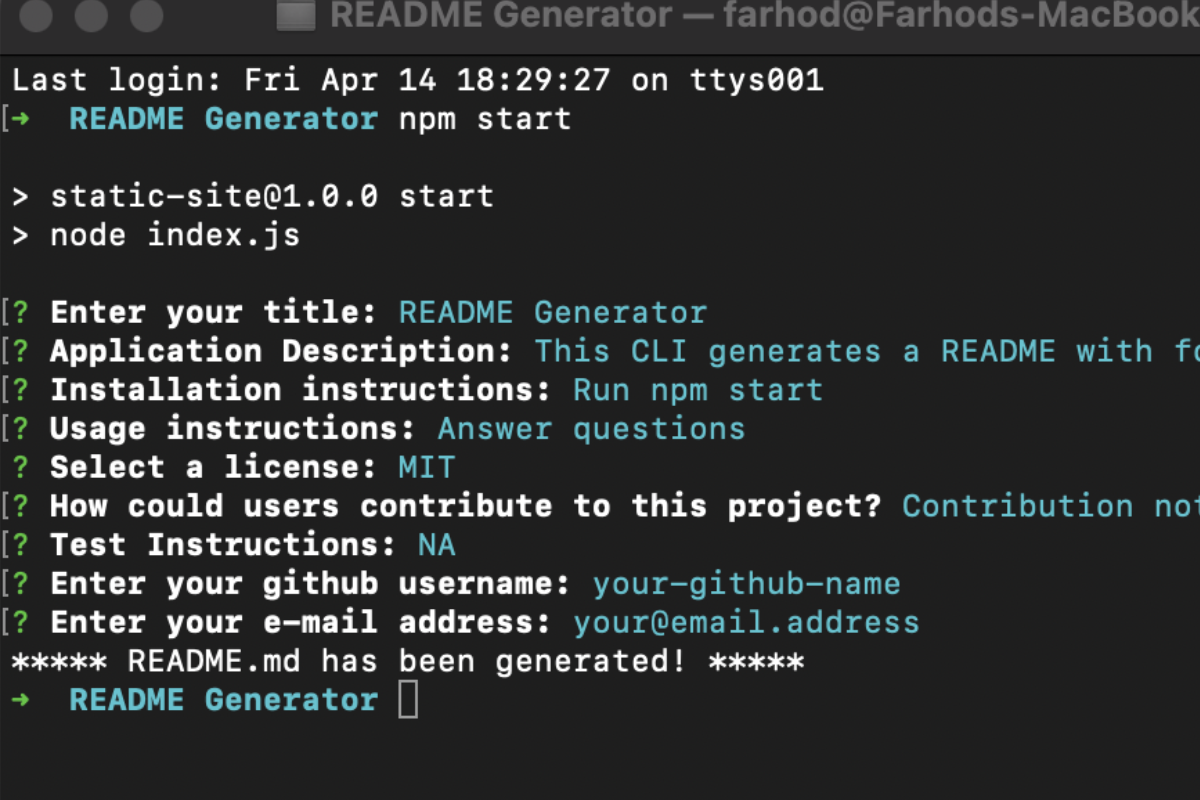 README Generator — farhod@Farhods-MacBook
Last login: Fri Apr 14 18:29:27 on ttys001
[➜ README Generator npm start
> static-site@1.0.0 start
> node index.js
[? Enter your title: README Generator
[? Application Description: This CLI generates a README with
[? Installation instructions: Run npm start
[? Usage instructions: Answer questions
? Select a license: MIT
[? How could users contribute to this project? Contribution
[? Test Instructions: NA
[? Enter your github username: your-github-name
[? Enter your e-mail address: your@email.address
***** README.md has been generated! *****
➜ README Generator